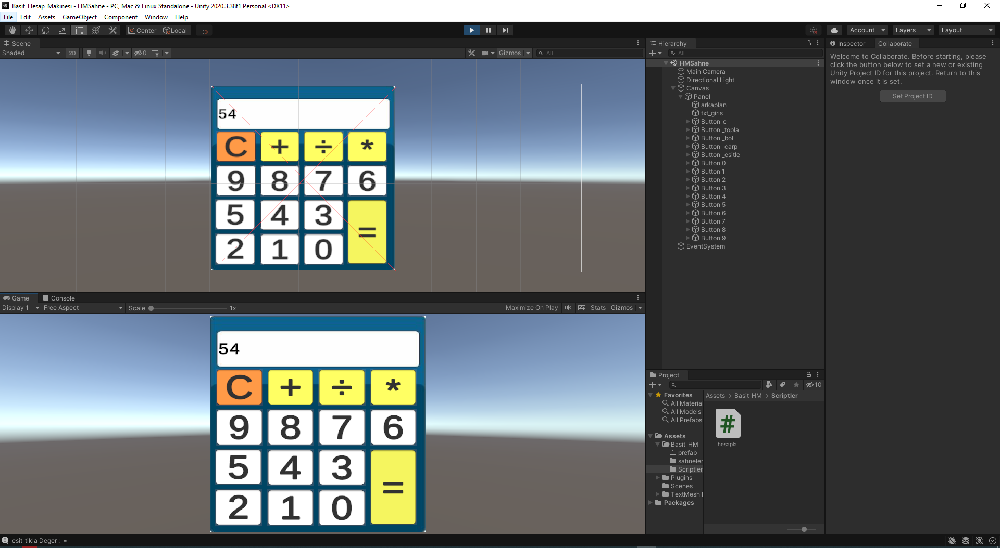 Basit_Hesap_Makinesi - HMSahne - PC, Mac & Linux Standalone - Unity 2020.3.38f1 Personal <DX11>
File Edit Assets GameObject Component Window Help
Center Local Account Layers Layout
Scene
Shaded 2D 0 Gizmos All
54
C + ÷ *
9 8 7 6
5 4 3 =
2 1 0
Game Console
Display 1 Free Aspect Scale 1x Maximize On Play Stats Gizmos
54
C + ÷ *
9 8 7 6
5 4 3 =
2 1 0
Hierarchy
All
HMSahne
Main Camera
Directional Light
Canvas
Panel
arkaplan
txt_giris
Button_c
Button _topla
Button _bol
Button _carp
Button _esitle
Button 0
Button 1
Button 2
Button 3
Button 4
Button 5
Button 6
Button 7
Button 8
Button 9
EventSystem
Project
10
Favorites
All Materia
All Models
All Prefabs
Assets
Basit_HM
prefab
sahneler
Scriptler
Plugins
Scenes
TextMesh
Packages
Assets > Basit_HM > Scriptler
#
hesapla
Inspector Collaborate
Welcome to Collaborate. Before starting, please
click the button below to set a new or existing
Unity Project ID for this project. Return to this
window once it is set.
Set Project ID
esit_tikla Deger : =